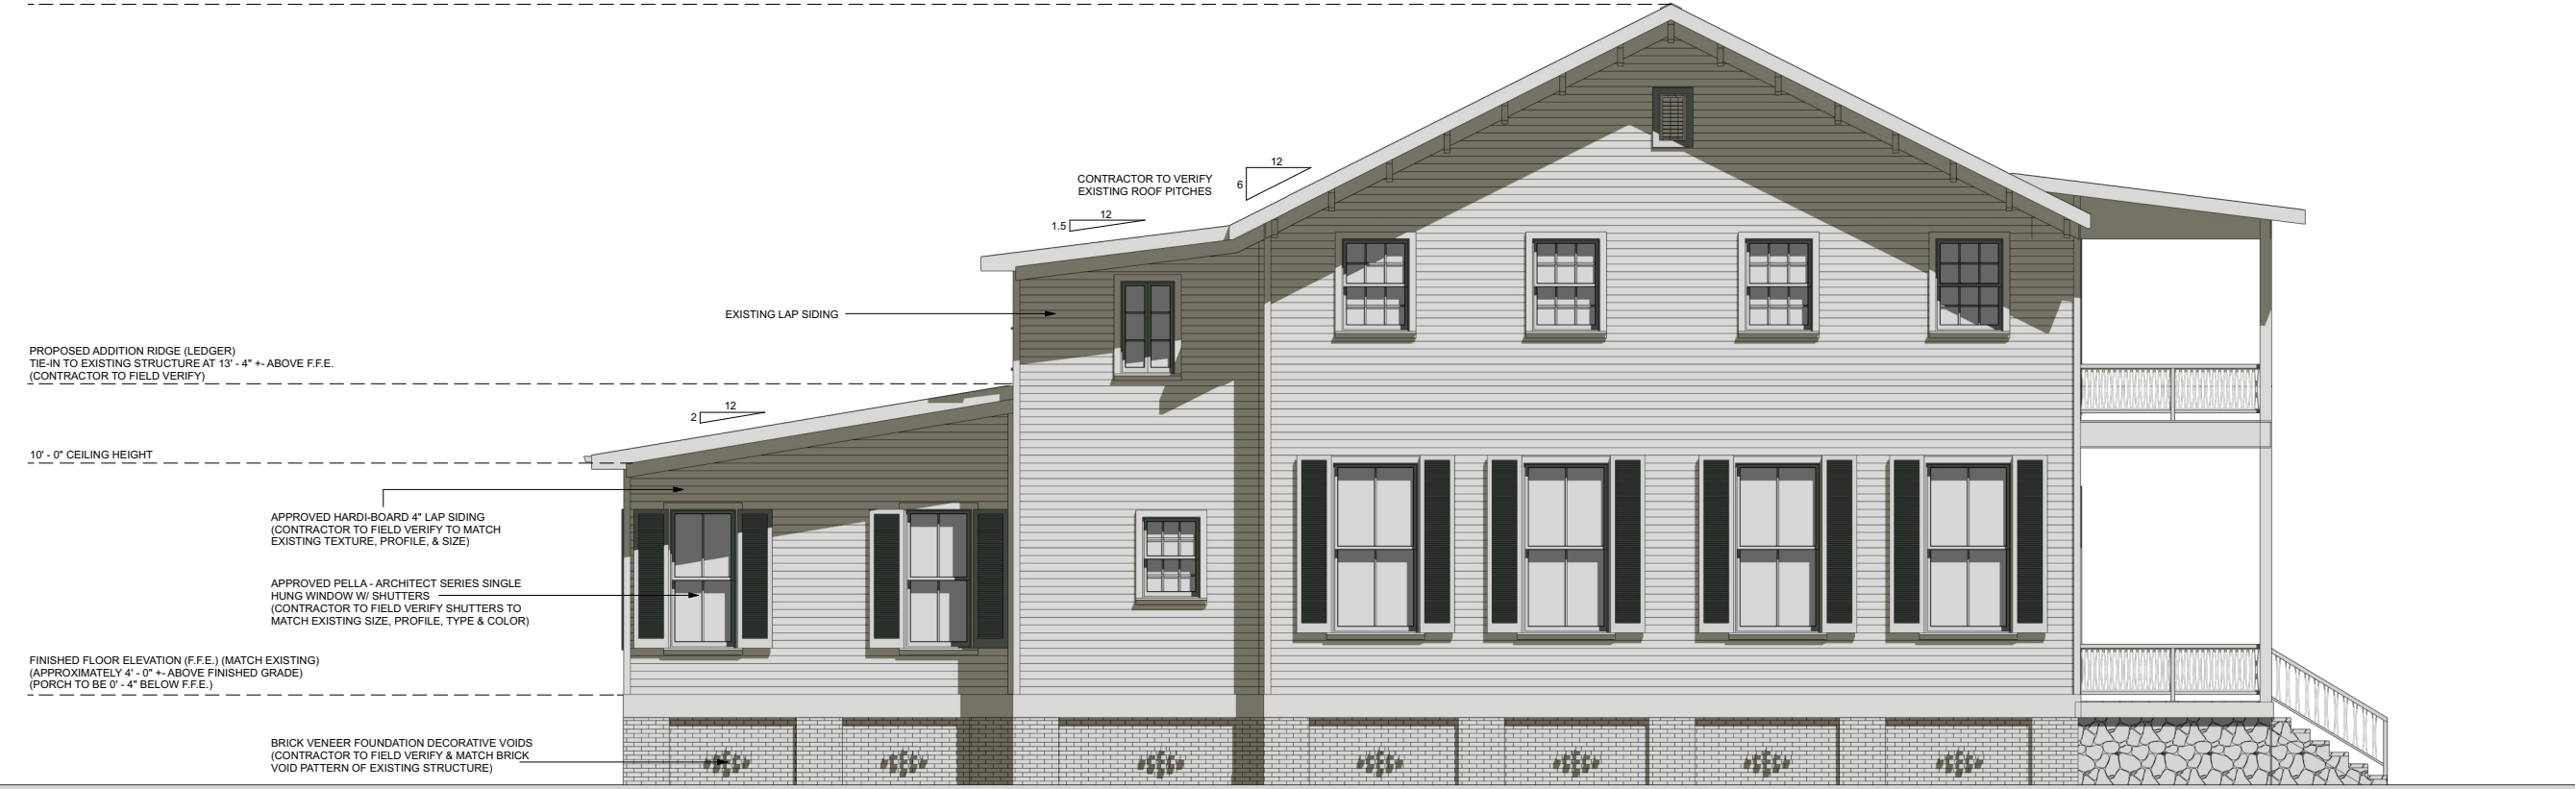 12
CONTRACTOR TO VERIFY
EXISTING ROOF PITCHES
6
12
1.5
EXISTING LAP SIDING
PROPOSED ADDITION RIDGE (LEDGER)
TIE-IN TO EXISTING STRUCTURE AT 13' - 4" +- ABOVE F.F.E.
(CONTRACTOR TO FIELD VERIFY)
12
2
10' - 0" CEILING HEIGHT
APPROVED HARDI-BOARD 4" LAP SIDING
(CONTRACTOR TO FIELD VERIFY TO MATCH
EXISTING TEXTURE, PROFILE, & SIZE)
APPROVED PELLA - ARCHITECT SERIES SINGLE
HUNG WINDOW W/ SHUTTERS
(CONTRACTOR TO FIELD VERIFY SHUTTERS TO
MATCH EXISTING SIZE, PROFILE, TYPE & COLOR)
FINISHED FLOOR ELEVATION (F.F.E.) (MATCH EXISTING)
(APPROXIMATELY 4' - 0" +- ABOVE FINISHED GRADE)
(PORCH TO BE 0' - 4" BELOW F.F.E.)
BRICK VENEER FOUNDATION DECORATIVE VOIDS
(CONTRACTOR TO FIELD VERIFY & MATCH BRICK
VOID PATTERN OF EXISTING STRUCTURE)